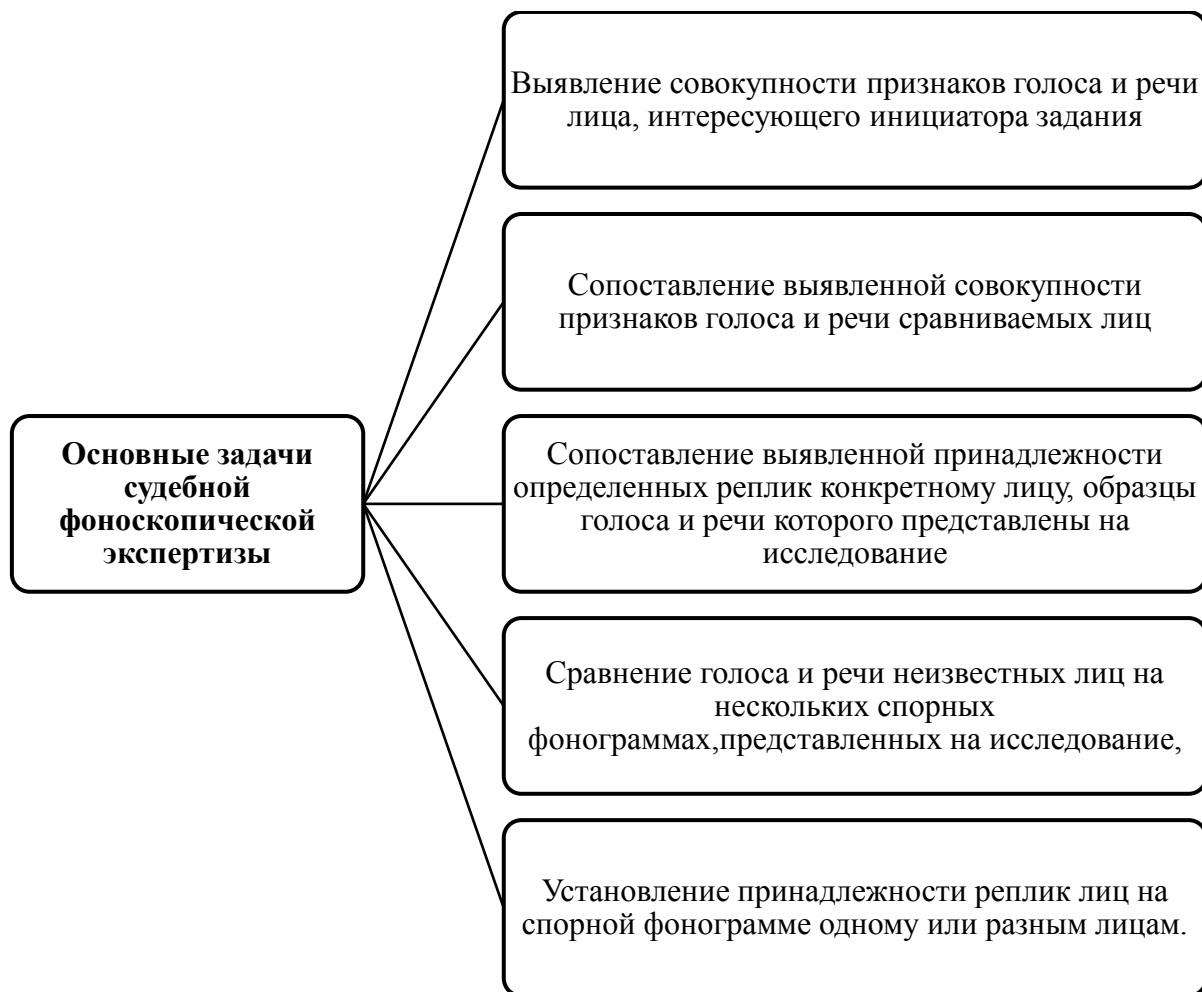 Основные задачи
судебной
фоноскопической
экспертизы
Выявление совокупности признаков голоса и речи
лица, интересующего инициатора задания
Сопоставление выявленной совокупности
признаков голоса и речи сравниваемых лиц
Сопоставление выявленной принадлежности
определенных реплик конкретному лицу, образцы
голоса и речи которого представлены на
исследование
Сравнение голоса и речи неизвестных лиц на
нескольких спорных
фонограммах,представленных на исследование,
Установление принадлежности реплик лиц на
спорной фонограмме одному или разным лицам.